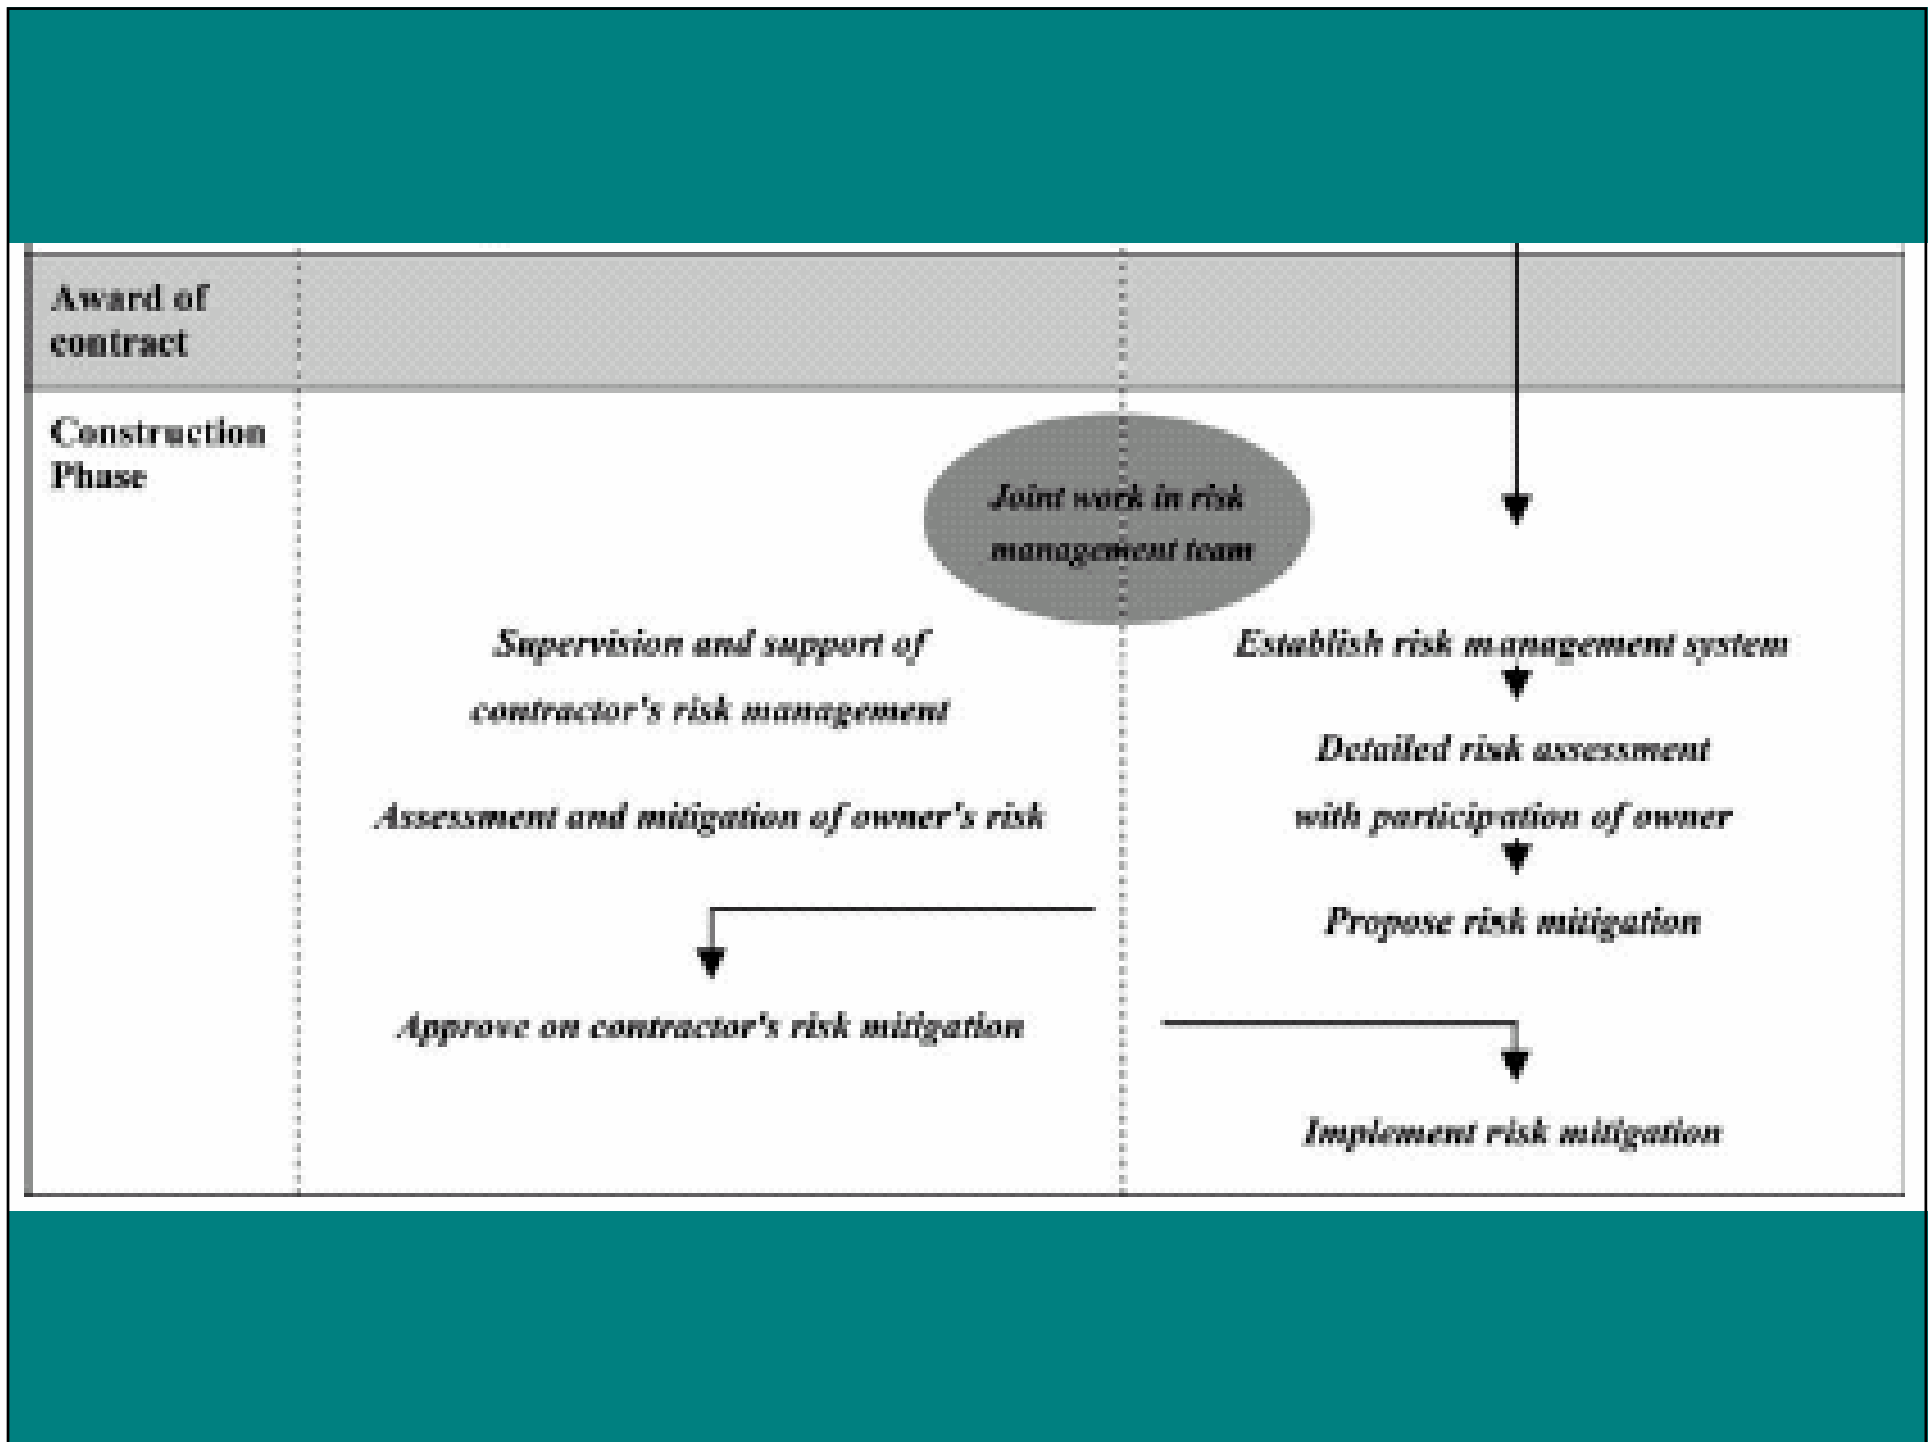 Award of
contract
Construction
Phase
Joint work in risk
management team
Supervision and support of
contractor's risk management
Assessment and mitigation of owner's risk
Approve on contractor's risk mitigation
Establish risk management system
Detailed risk assessment
with participation of owner
Propose risk mitigation
Implement risk mitigation